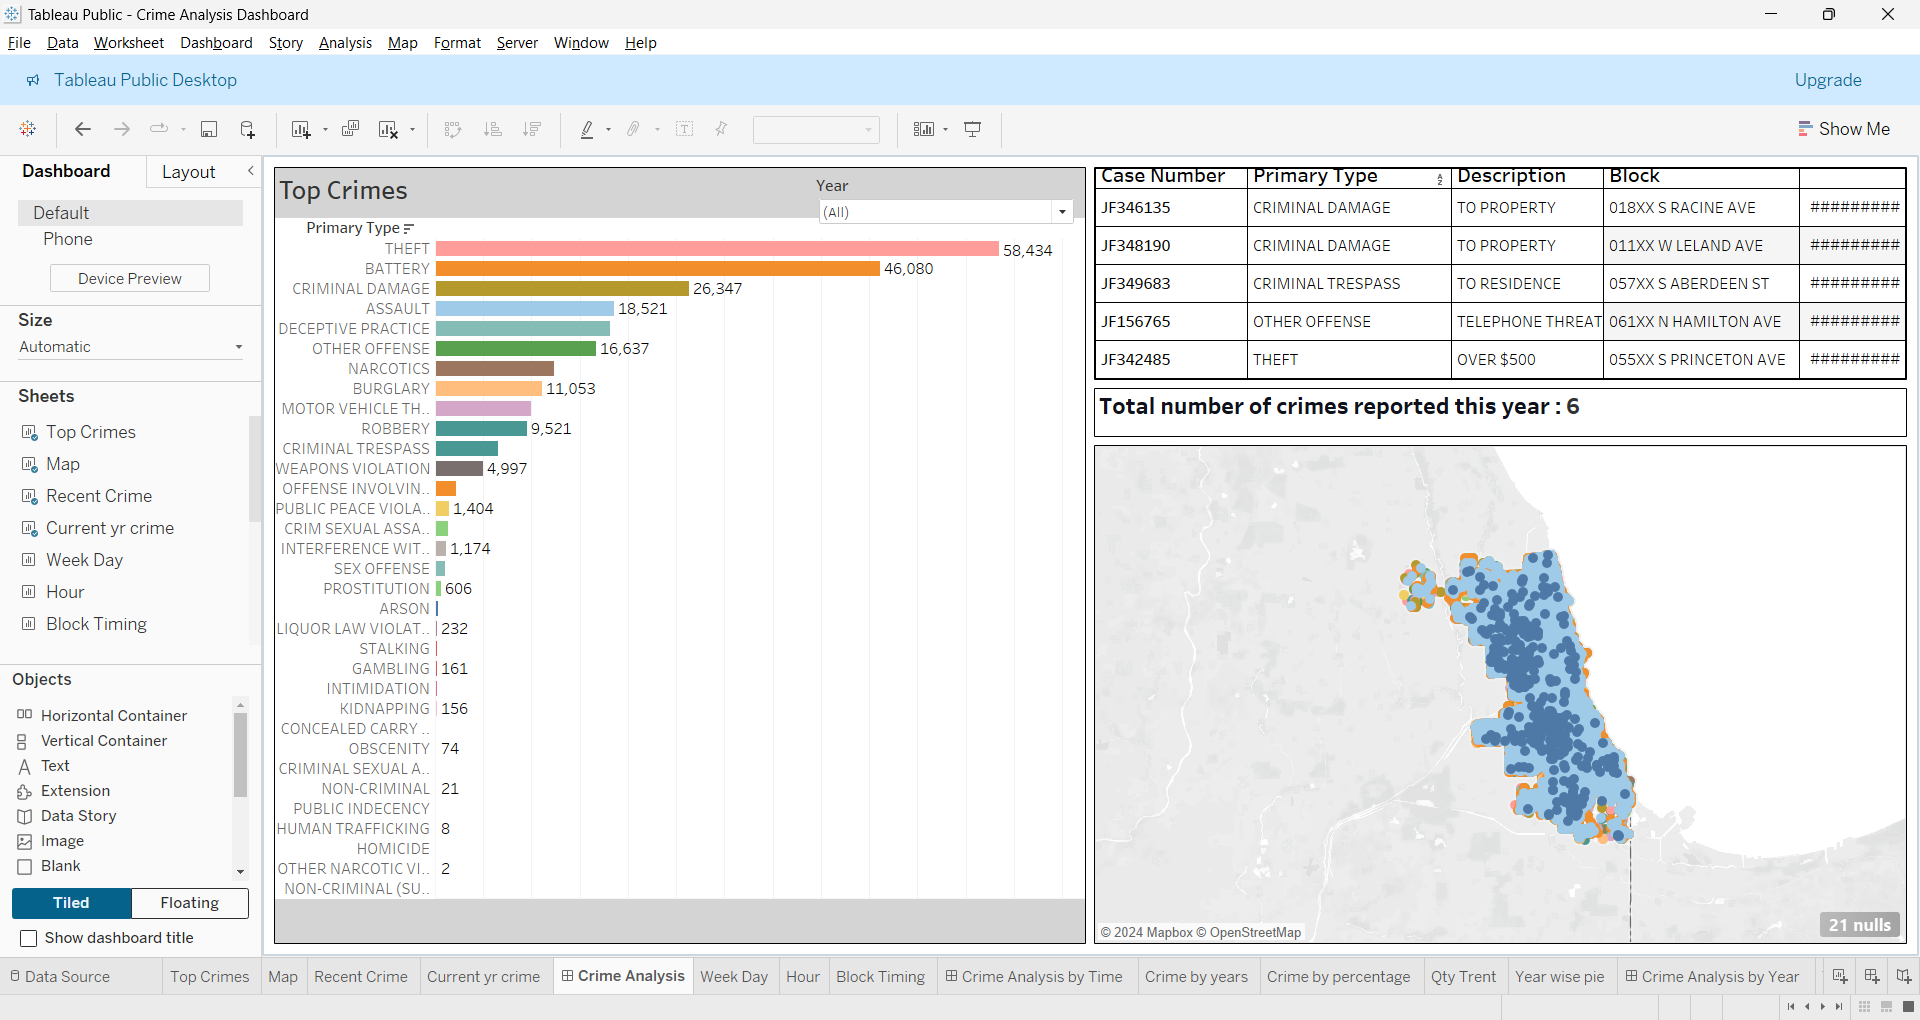 Tableau Public - Crime Analysis Dashboard
File Data Worksheet Dashboard Story Analysis Map Format Server Window Help
Tableau Public Desktop
Upgrade
Show Me
Dashboard
Layout
Default
Phone
Device Preview
Size
Automatic
Sheets
Top Crimes
Map
Recent Crime
Current yr crime
Week Day
Hour
Block Timing
Objects
Horizontal Container
Vertical Container
Text
Extension
Data Story
Image
Blank
Tiled
Floating
Show dashboard title
Top Crimes
Year
(All)
Primary Type
THEFT 58,434
BATTERY 46,080
CRIMINAL DAMAGE 26,347
ASSAULT 18,521
DECEPTIVE PRACTICE
OTHER OFFENSE 16,637
NARCOTICS
BURGLARY 11,053
MOTOR VEHICLE TH..
ROBBERY 9,521
CRIMINAL TRESPASS
WEAPONS VIOLATION 4,997
OFFENSE INVOLVIN..
PUBLIC PEACE VIOLA.. 1,404
CRIM SEXUAL ASSA..
INTERFERENCE WIT.. 1,174
SEX OFFENSE
PROSTITUTION 606
ARSON
LIQUOR LAW VIOLAT.. 232
STALKING
GAMBLING 161
INTIMIDATION
KIDNAPPING 156
CONCEALED CARRY ..
OBSCENITY 74
CRIMINAL SEXUAL A..
NON-CRIMINAL 21
PUBLIC INDECENCY
HUMAN TRAFFICKING 8
HOMICIDE
OTHER NARCOTIC VI.. 2
NON-CRIMINAL (SU..
Case Number Primary Type Description Block
JF346135 CRIMINAL DAMAGE TO PROPERTY 018XX S RACINE AVE #########
JF348190 CRIMINAL DAMAGE TO PROPERTY 011XX W LELAND AVE #########
JF349683 CRIMINAL TRESPASS TO RESIDENCE 057XX S ABERDEEN ST #########
JF156765 OTHER OFFENSE TELEPHONE THREAT 061XX N HAMILTON AVE #########
JF342485 THEFT OVER $500 055XX S PRINCETON AVE #########
Total number of crimes reported this year : 6
© 2024 Mapbox © OpenStreetMap
21 nulls
Data Source Top Crimes Map Recent Crime Current yr crime Crime Analysis Week Day Hour Block Timing Crime Analysis by Time Crime by years Crime by percentage Qty Trent Year wise pie Crime Analysis by Year